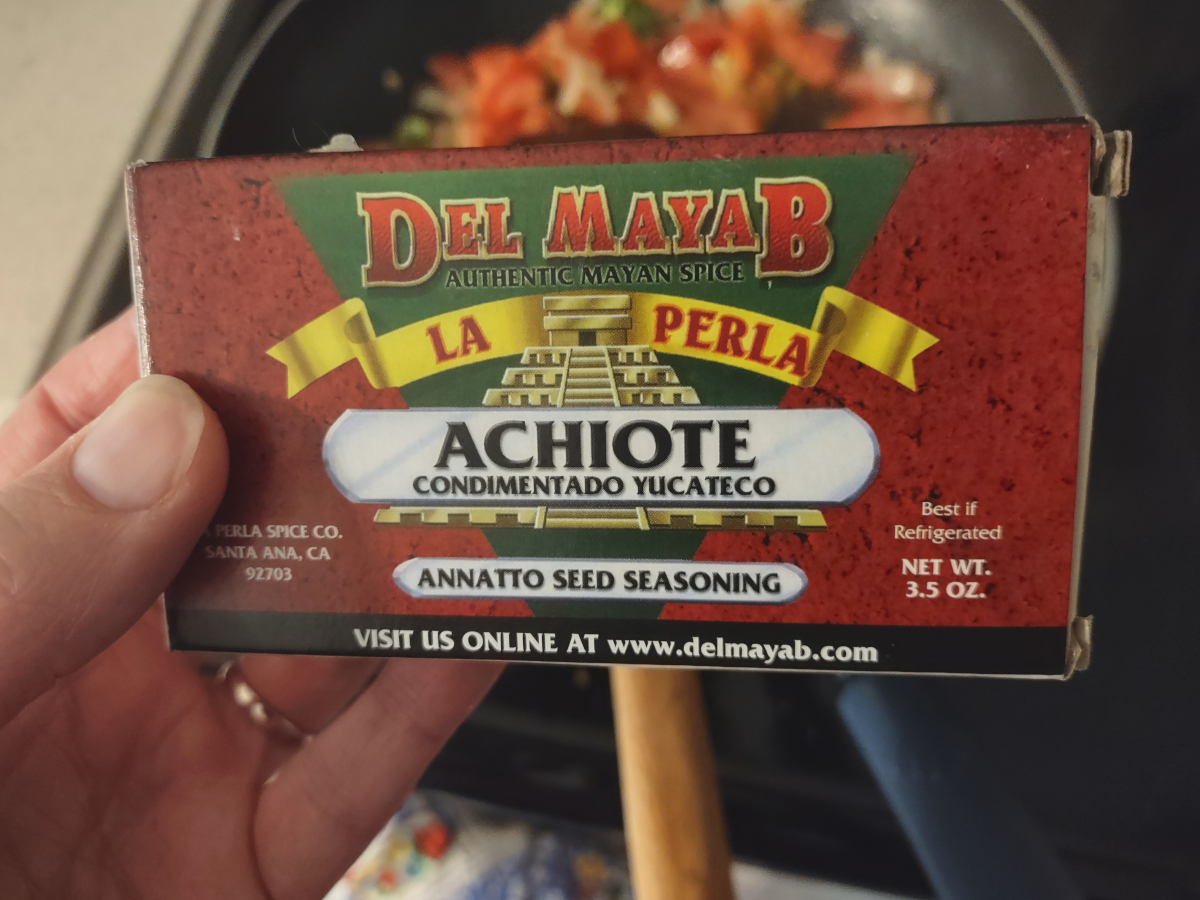 DEL MAYAB
AUTHENTIC MAYAN SPICE
LA PERLA
ACHIOTE
CONDIMENTADO YUCATECO
PERLA SPICE CO.
SANTA ANA, CA
92703
Best if
Refrigerated
NET WT.
3.5 OZ.
ANNATTO SEED SEASONING
VISIT US ONLINE AT www.delmayab.com